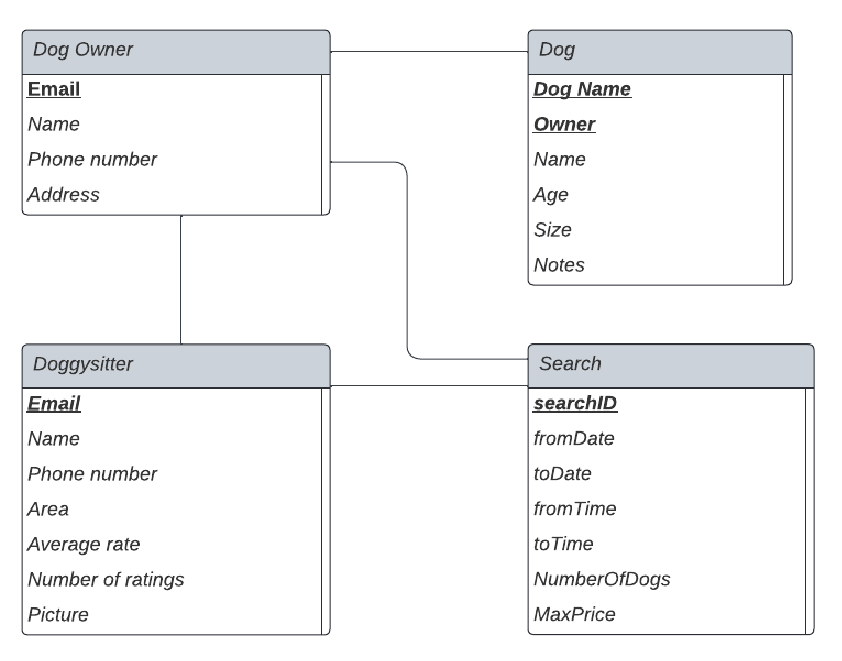 Dog Owner
Email
Name
Phone number
Address
Dog
Dog Name
Owner
Name
Age
Size
Notes
Doggysitter
Email
Name
Phone number
Area
Average rate
Number of ratings
Picture
Search
searchID
fromDate
toDate
fromTime
toTime
NumberOfDogs
MaxPrice